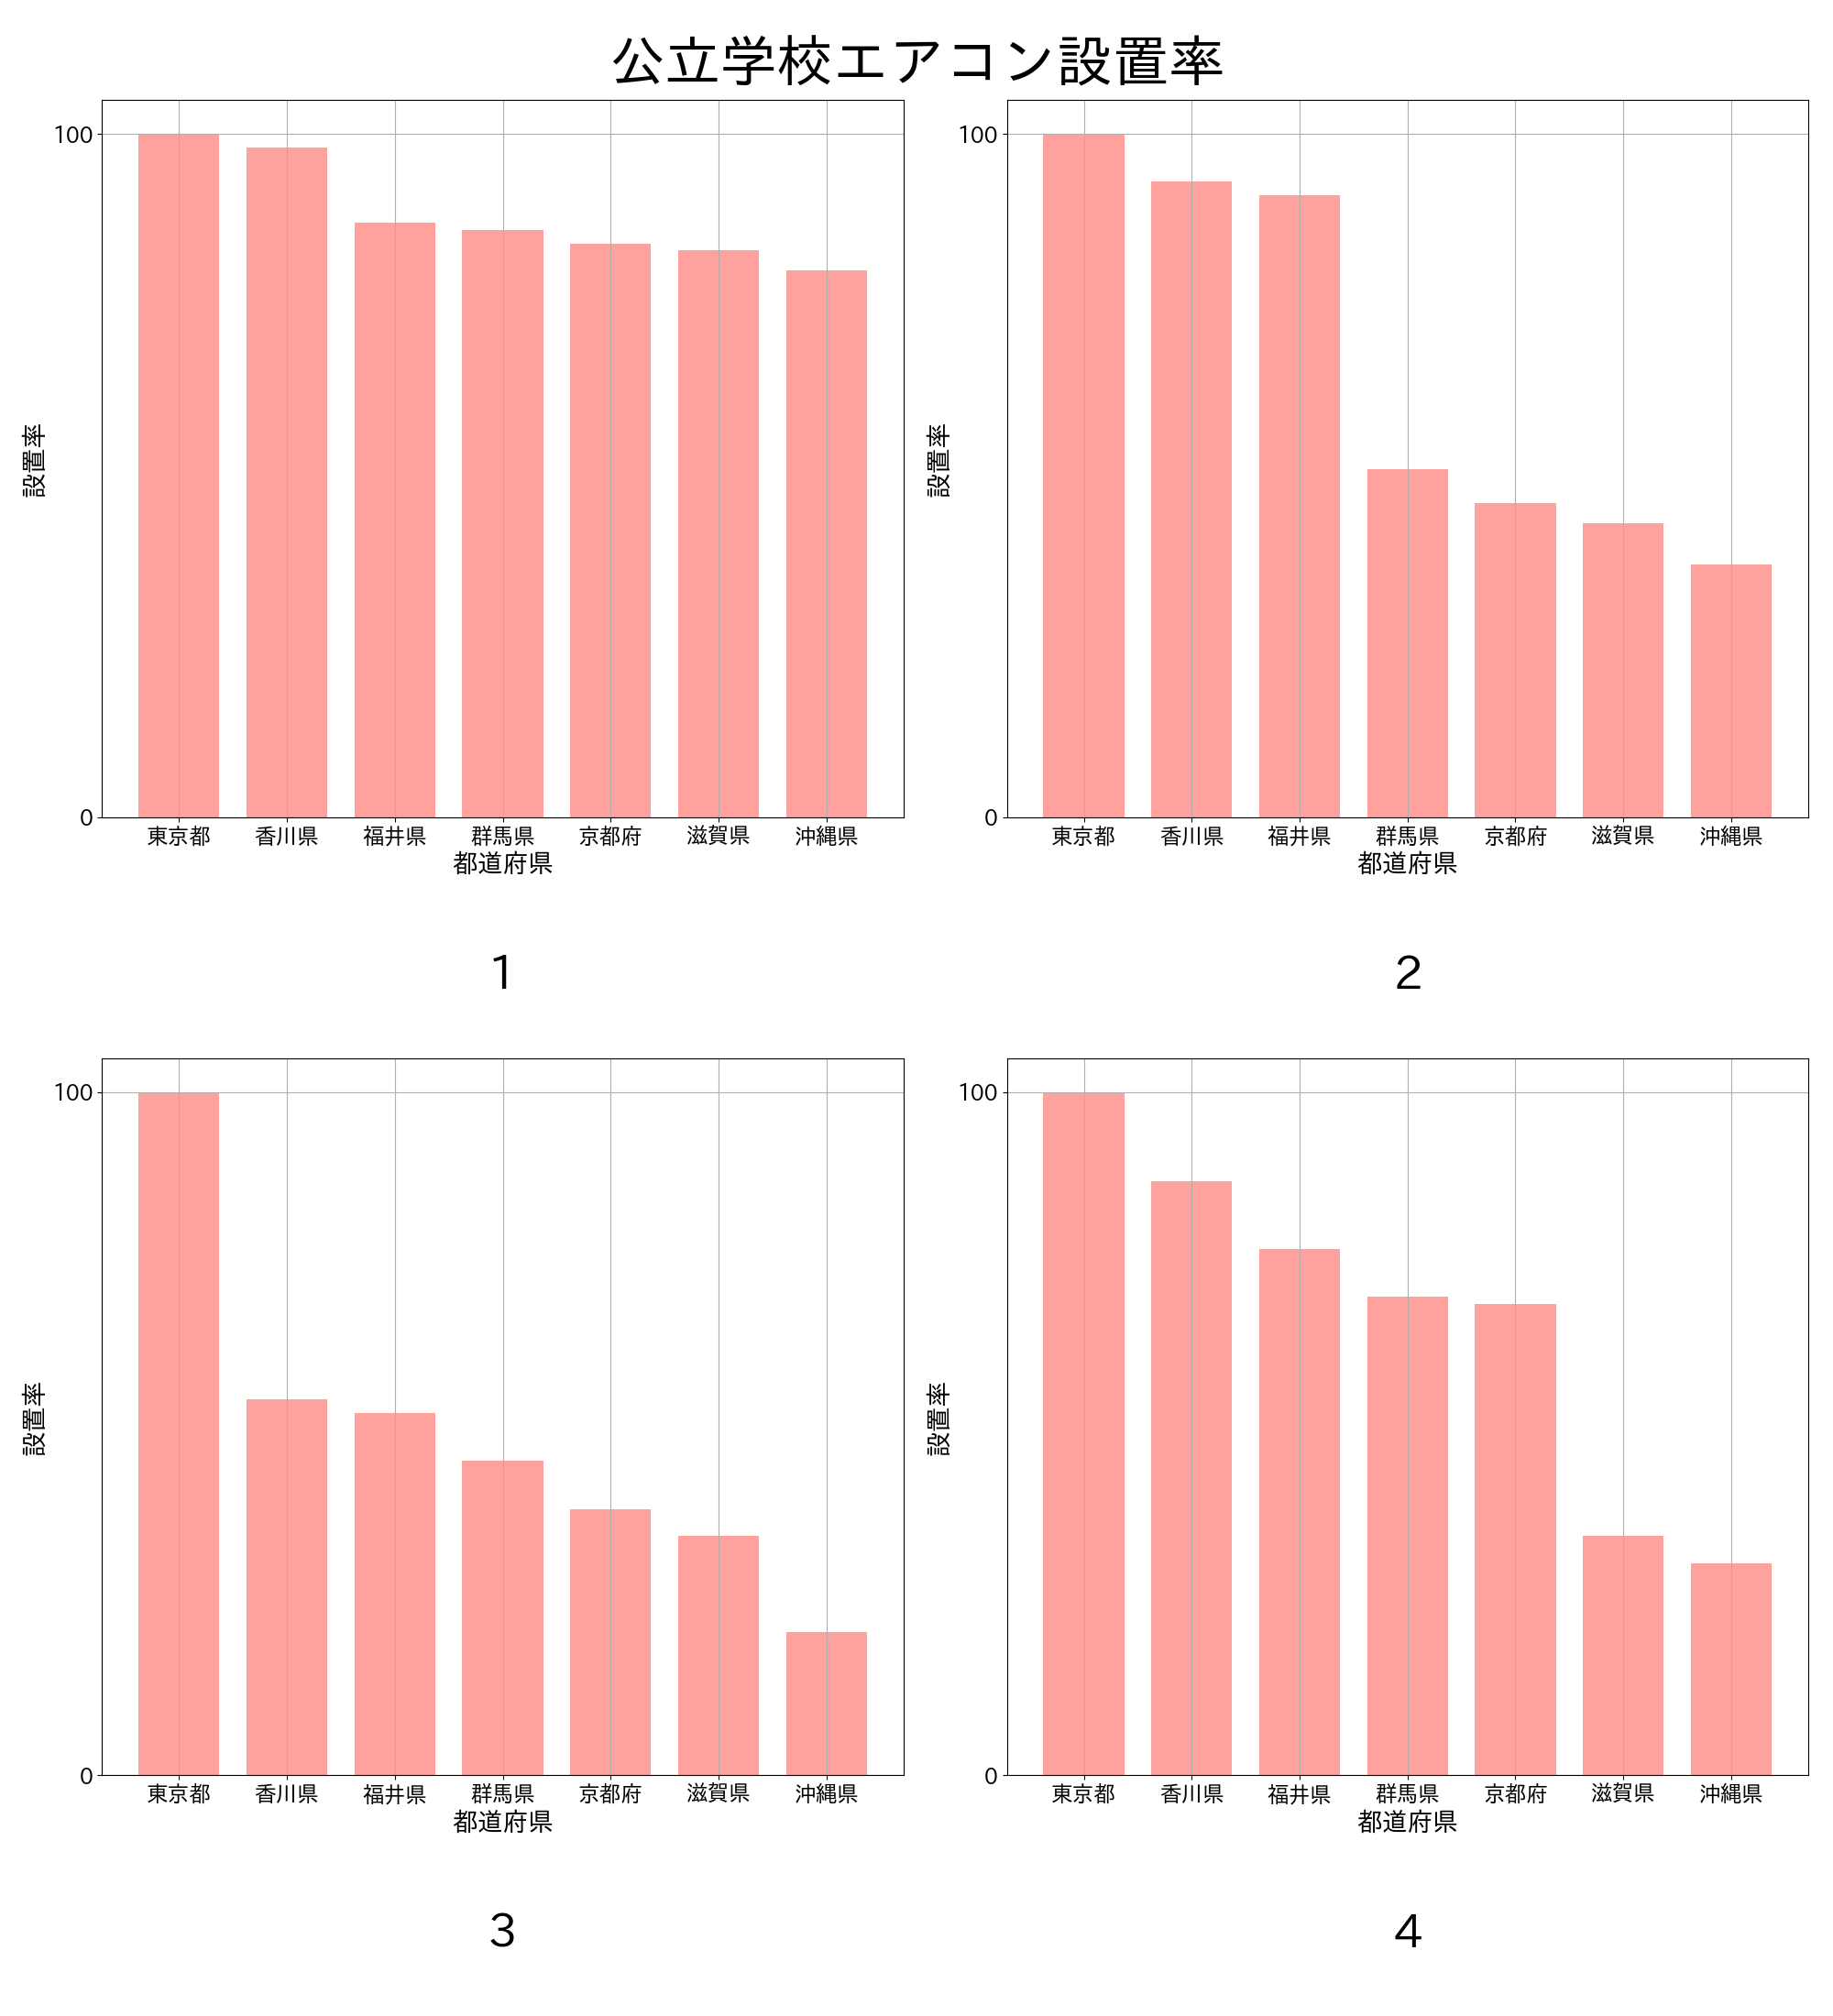 公立学校エアコン設置率
100
0
設置率
東京都 香川県 福井県 群馬県 京都府 滋賀県 沖縄県
都道府県
1
100
0
設置率
東京都 香川県 福井県 群馬県 京都府 滋賀県 沖縄県
都道府県
2
100
0
設置率
東京都 香川県 福井県 群馬県 京都府 滋賀県 沖縄県
都道府県
3
100
0
設置率
東京都 香川県 福井県 群馬県 京都府 滋賀県 沖縄県
都道府県
4